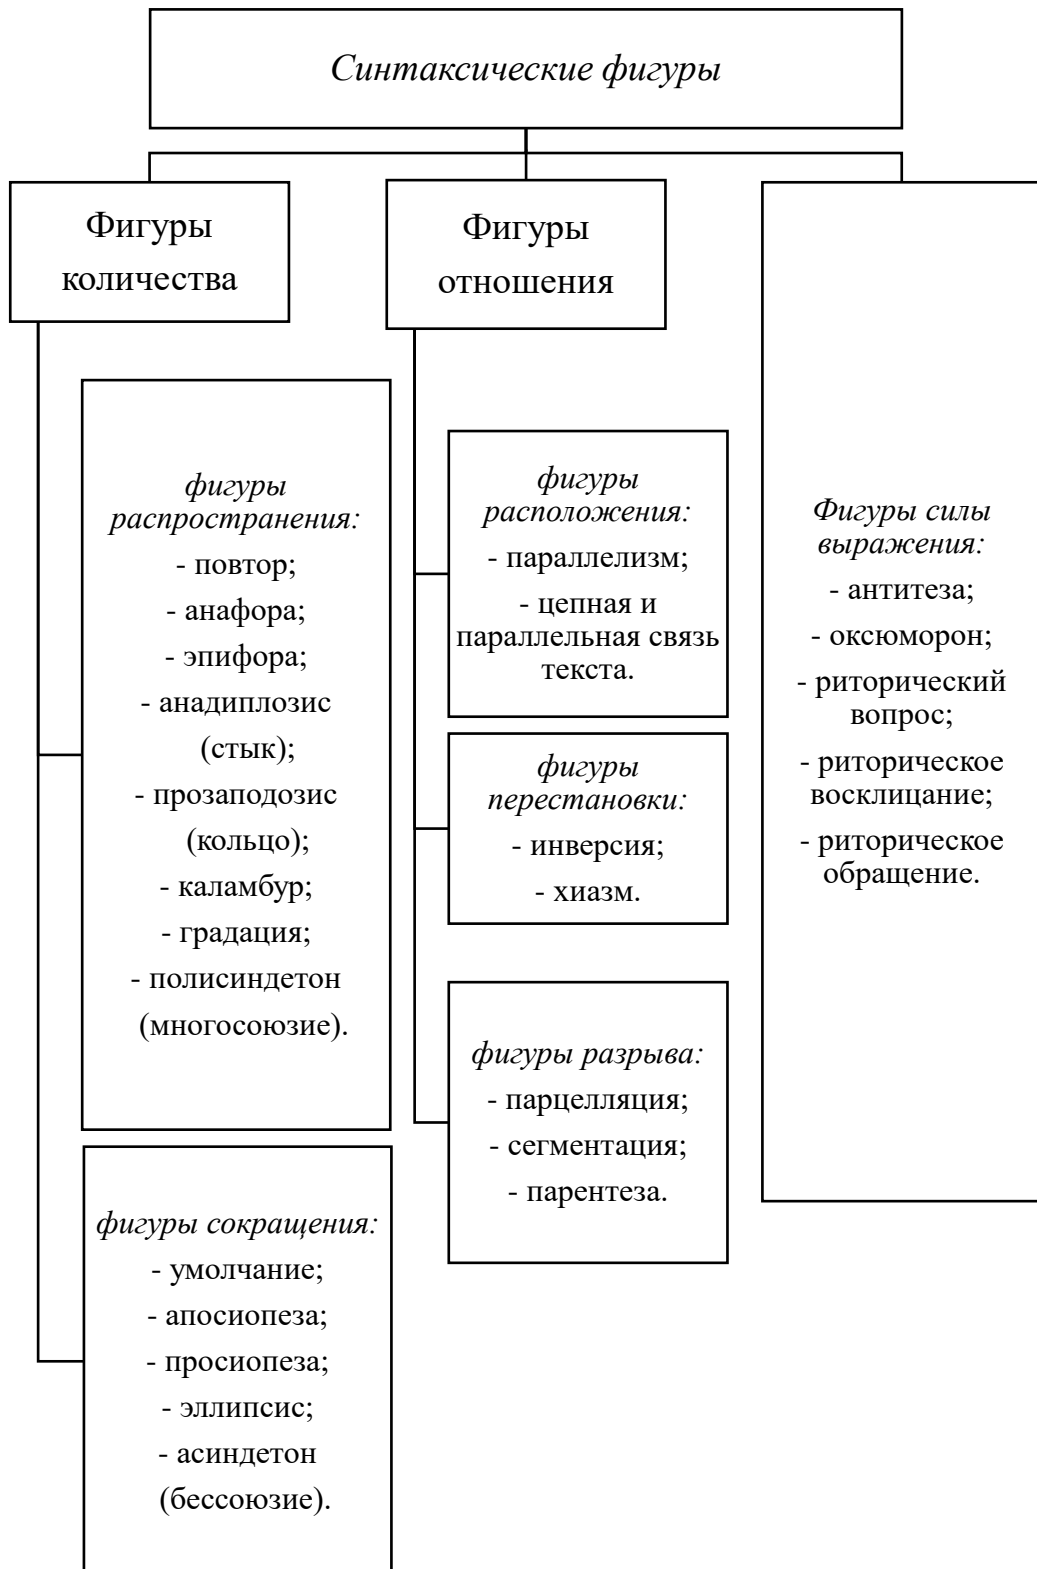 Синтаксические фигуры
Фигуры
количества
фигуры
распространения:
- повтор;
- анафора;
- эпифора;
- анадиплозис
(стык);
- прозаподозис
(кольцо);
- каламбур;
- градация;
- полисиндетон
(многосоюзие).
фигуры сокращения:
- умолчание;
- апосиопеза;
- просиопеза;
- эллипсис;
- асиндетон
(бессоюзие).
Фигуры
отношения
фигуры
расположения:
- параллелизм;
- цепная и
параллельная связь
текста.
фигуры
перестановки:
- инверсия;
- хиазм.
фигуры разрыва:
- парцелляция;
- сегментация;
- парентеза.
Фигуры силы
выражения:
- антитеза;
- оксюморон;
- риторический
вопрос;
- риторическое
восклицание;
- риторическое
обращение.